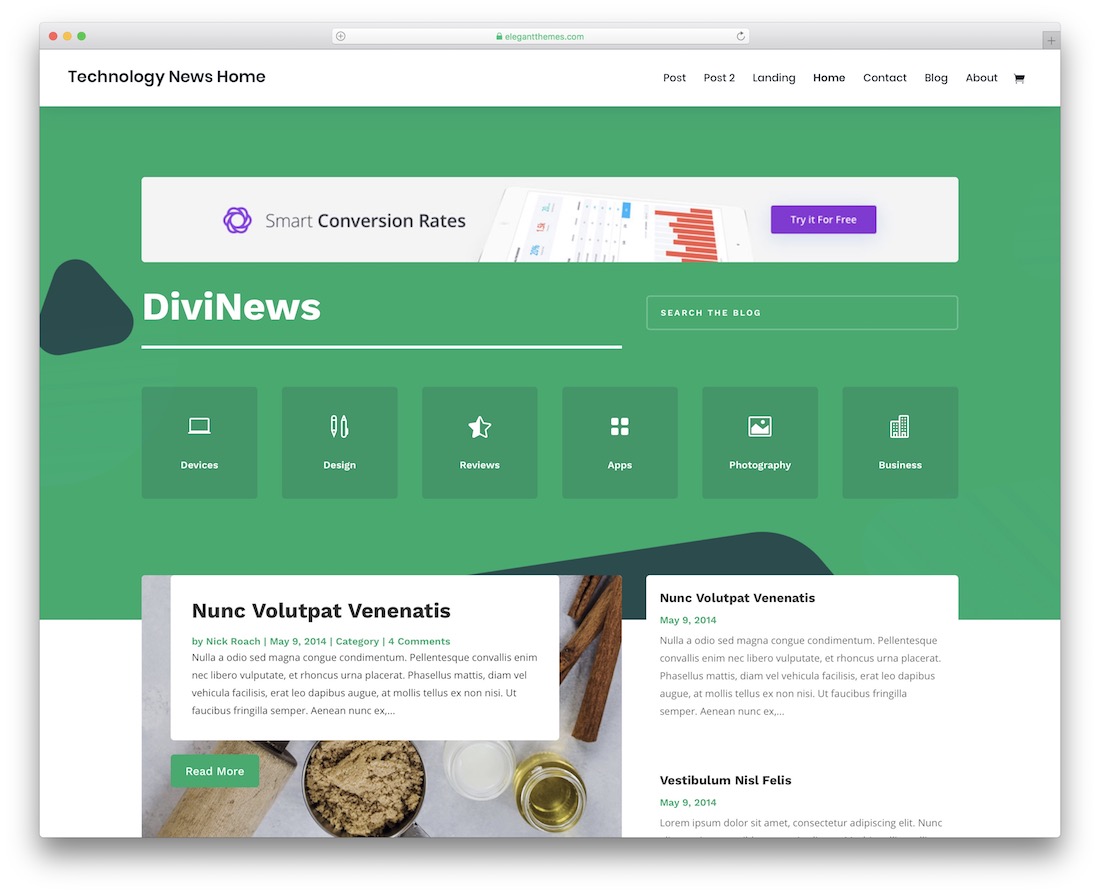 elegantthemes.com
Technology News Home
Post Post 2 Landing Home Contact Blog About
Smart Conversion Rates
Try it For Free
DiviNews
SEARCH THE BLOG
Devices
Design
Reviews
Apps
Photography
Business
Nunc Volutpat Venenatis
by Nick Roach | May 9, 2014 | Category | 4 Comments
Nulla a odio sed magna congue condimentum. Pellentesque convallis enim
nec libero vulputate, et rhoncus urna placerat. Phasellus mattis, diam vel
vehicula facilisis, erat leo dapibus augue, at mollis tellus ex non nisi. Ut
faucibus fringilla semper. Aenean nunc ex,...
Read More
Nunc Volutpat Venenatis
May 9, 2014
Nulla a odio sed magna congue condimentum. Pellentesque
convallis enim nec libero vulputate, et rhoncus urna placerat.
Phasellus mattis, diam vel vehicula facilisis, erat leo dapibus
augue, at mollis tellus ex non nisi. Ut faucibus fringilla
semper. Aenean nunc ex,...
Vestibulum Nisl Felis
May 9, 2014
Lorem ipsum dolor sit amet, consectetur adipiscing elit. Nunc